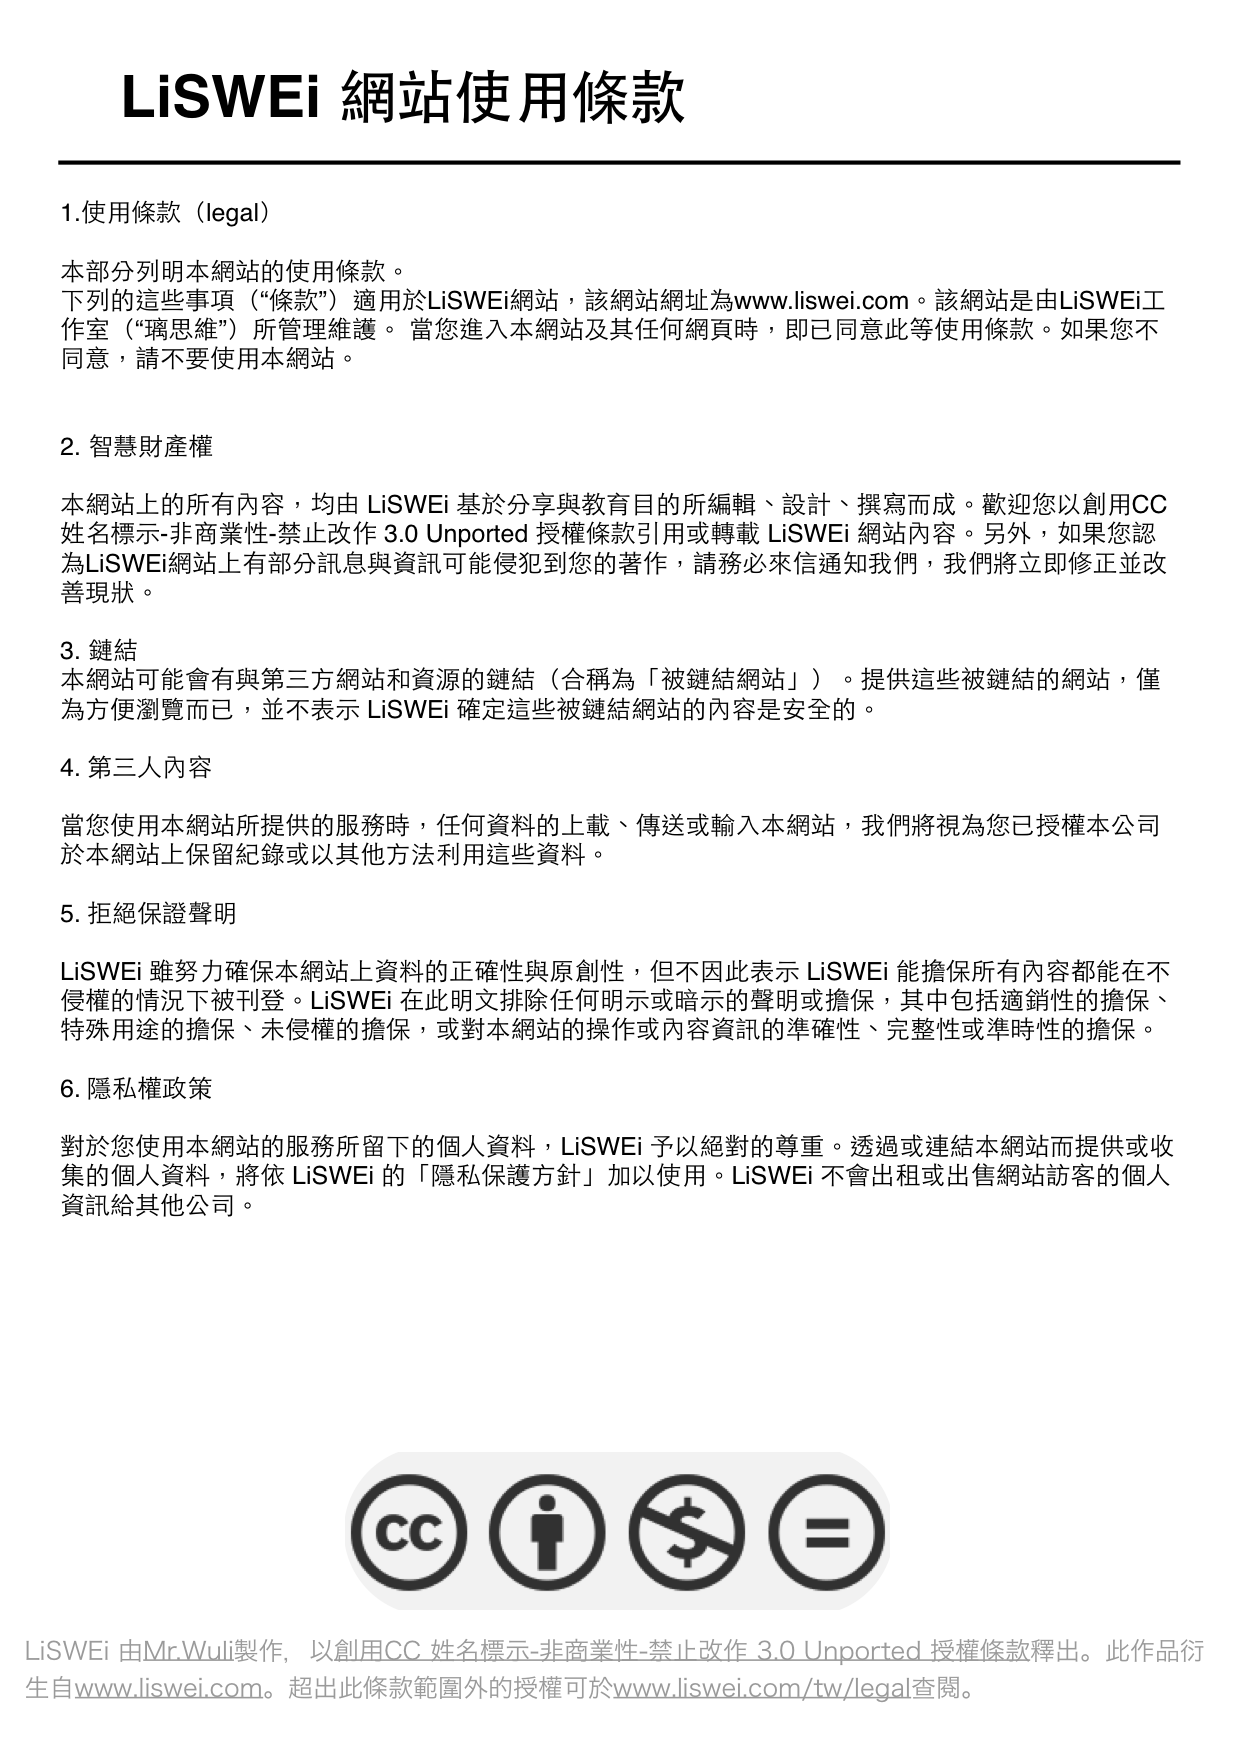 LiSWEi 網站使用條款
1.使用條款（legal）
本部分列明本網站的使用條款。
下列的這些事項（“條款”）適用於LiSWEi網站，該網站網址為www.liswei.com。該網站是由LiSWEi工
作室（“璃思維”）所管理維護。 當您進入本網站及其任何網頁時，即已同意此等使用條款。如果您不
同意，請不要使用本網站。
2. 智慧財產權
本網站上的所有內容，均由 LiSWEi 基於分享與教育目的所編輯、設計、撰寫而成。歡迎您以創用CC
姓名標示-非商業性-禁止改作 3.0 Unported 授權條款引用或轉載 LiSWEi 網站內容。另外，如果您認
為LiSWEi網站上有部分訊息與資訊可能侵犯到您的著作，請務必來信通知我們，我們將立即修正並改
善現狀。
3. 鏈結
本網站可能會有與第三方網站和資源的鏈結（合稱為「被鏈結網站」）。提供這些被鏈結的網站，僅
為方便瀏覽而已，並不表示 LiSWEi 確定這些被鏈結網站的內容是安全的。
4. 第三人內容
當您使用本網站所提供的服務時，任何資料的上載、傳送或輸入本網站，我們將視為您已授權本公司
於本網站上保留紀錄或以其他方法利用這些資料。
5. 拒絕保證聲明
LiSWEi 雖努力確保本網站上資料的正確性與原創性，但不因此表示 LiSWEi 能擔保所有內容都能在不
侵權的情況下被刊登。LiSWEi 在此明文排除任何明示或暗示的聲明或擔保，其中包括適銷性的擔保、
特殊用途的擔保、未侵權的擔保，或對本網站的操作或內容資訊的準確性、完整性或準時性的擔保。
6. 隱私權政策
對於您使用本網站的服務所留下的個人資料，LiSWEi 予以絕對的尊重。透過或連結本網站而提供或收
集的個人資料，將依 LiSWEi 的「隱私保護方針」加以使用。LiSWEi 不會出租或出售網站訪客的個人
資訊給其他公司。
cc $ =
LiSWEi 由Mr.Wuli製作，以創用CC 姓名標示-非商業性-禁止改作 3.0 Unported 授權條款釋出。此作品衍
生自www.liswei.com。超出此條款範圍外的授權可於www.liswei.com/tw/legal查閱。